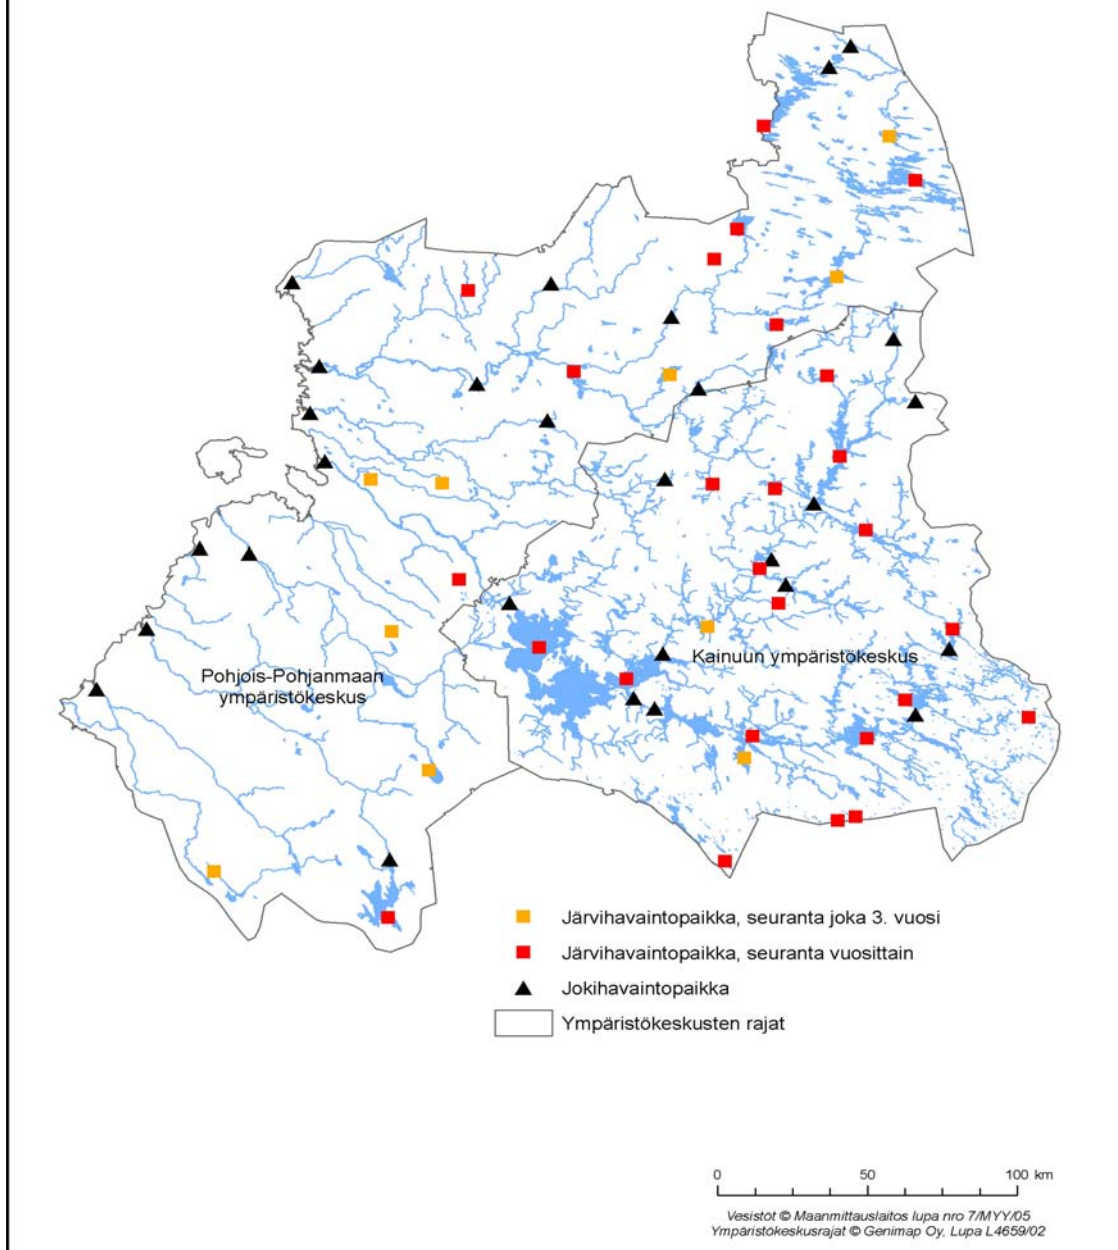 Pohjois-Pohjanmaan
ympäristökeskus
Kainuun ympäristökeskus
Järvihavaintopaikka, seuranta joka 3. vuosi
Järvihavaintopaikka, seuranta vuosittain
Jokihavaintopaikka
Ympäristökeskusten rajat
0 50 100 km
Vesistöt © Maanmittauslaitos lupa nro 7/MYY/05
Ympäristökeskusrajat © Genimap Oy, Lupa L4659/02